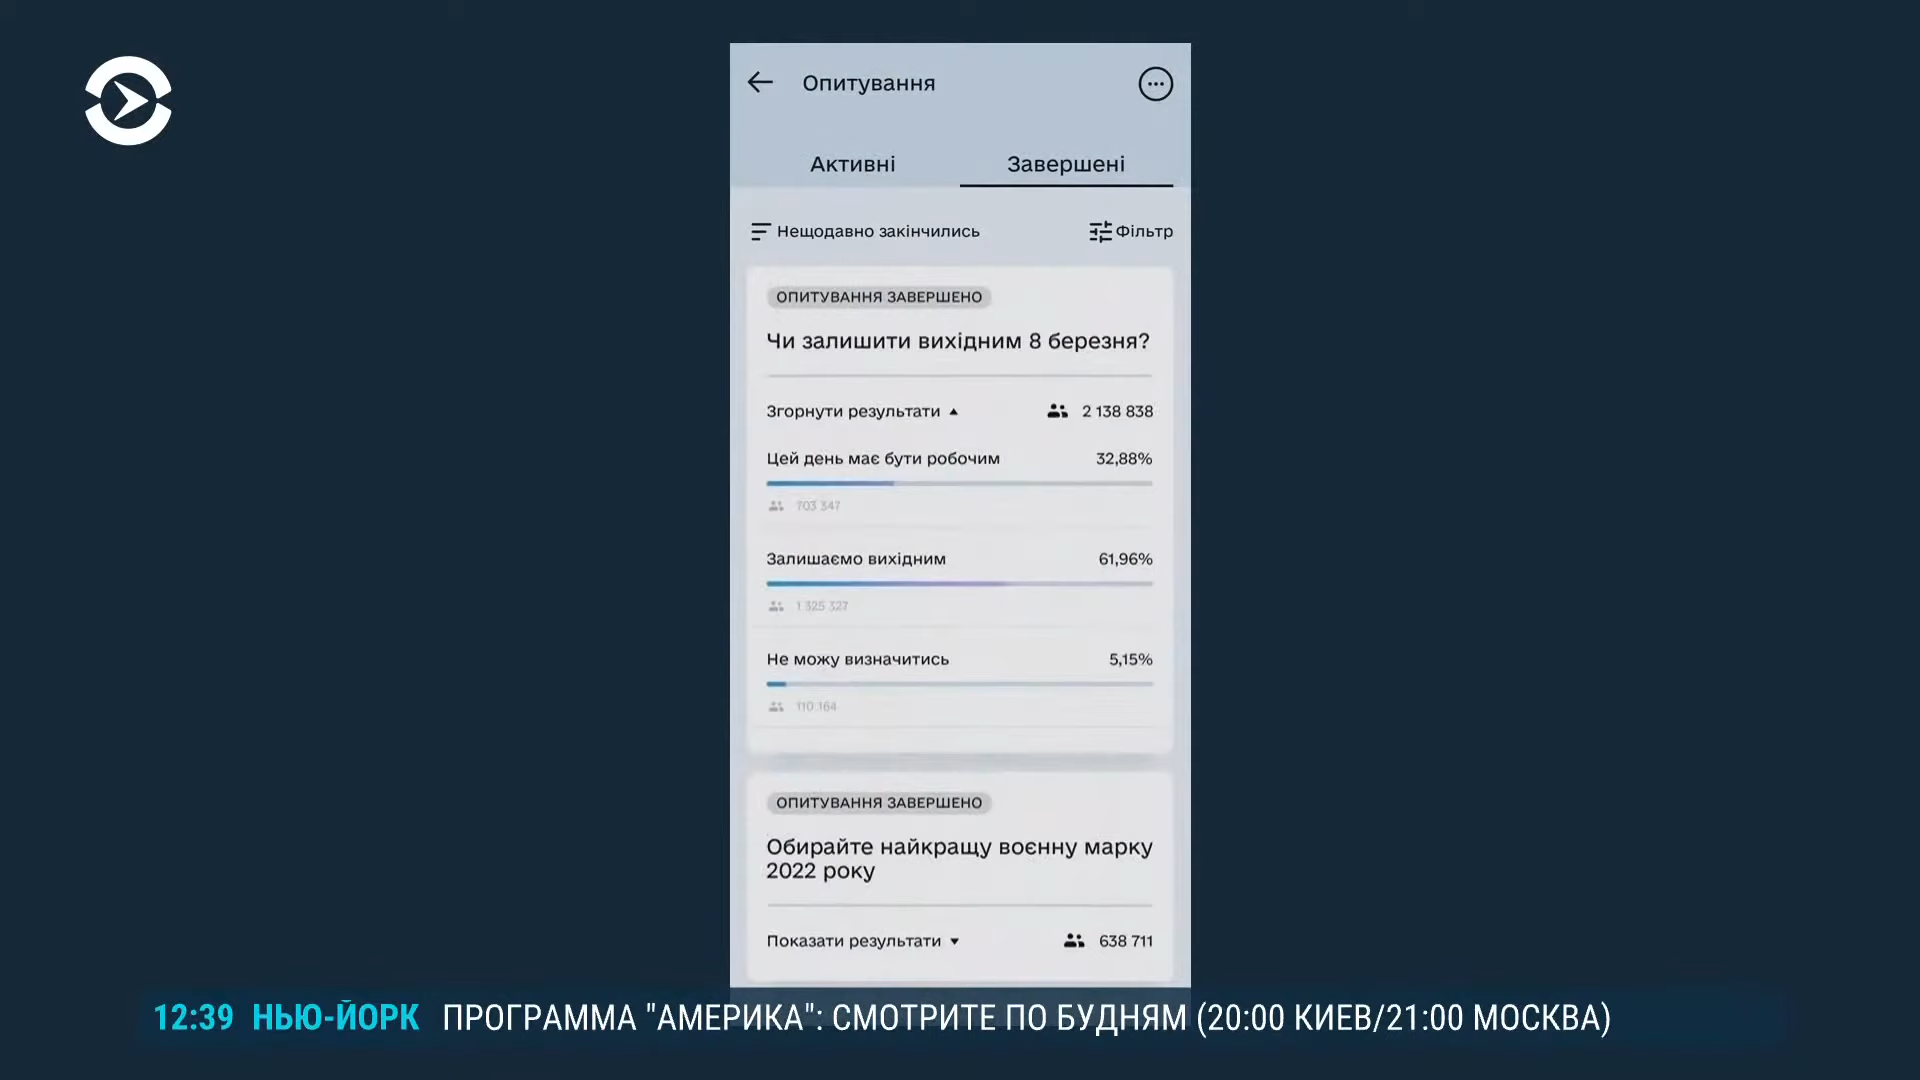 Опитування
Активні
Завершені
Нещодавно закінчились
Фільтр
ОПИТУВАННЯ ЗАВЕРШЕНО
Чи залишити вихідним 8 березня?
Згорнути результати ▲ 2 138 838
Цей день має бути робочим 32,88%
703 347
Залишаємо вихідним 61,96%
1 325 327
Не можу визначитись 5,15%
110 164
ОПИТУВАННЯ ЗАВЕРШЕНО
Обирайте найкращу воєнну марку
2022 року
Показати результати ▼ 638 711
12:39 НЬЮ-ЙОРК ПРОГРАММА "АМЕРИКА": СМОТРИТЕ ПО БУДНЯМ (20:00 КИЕВ/21:00 МОСКВА)